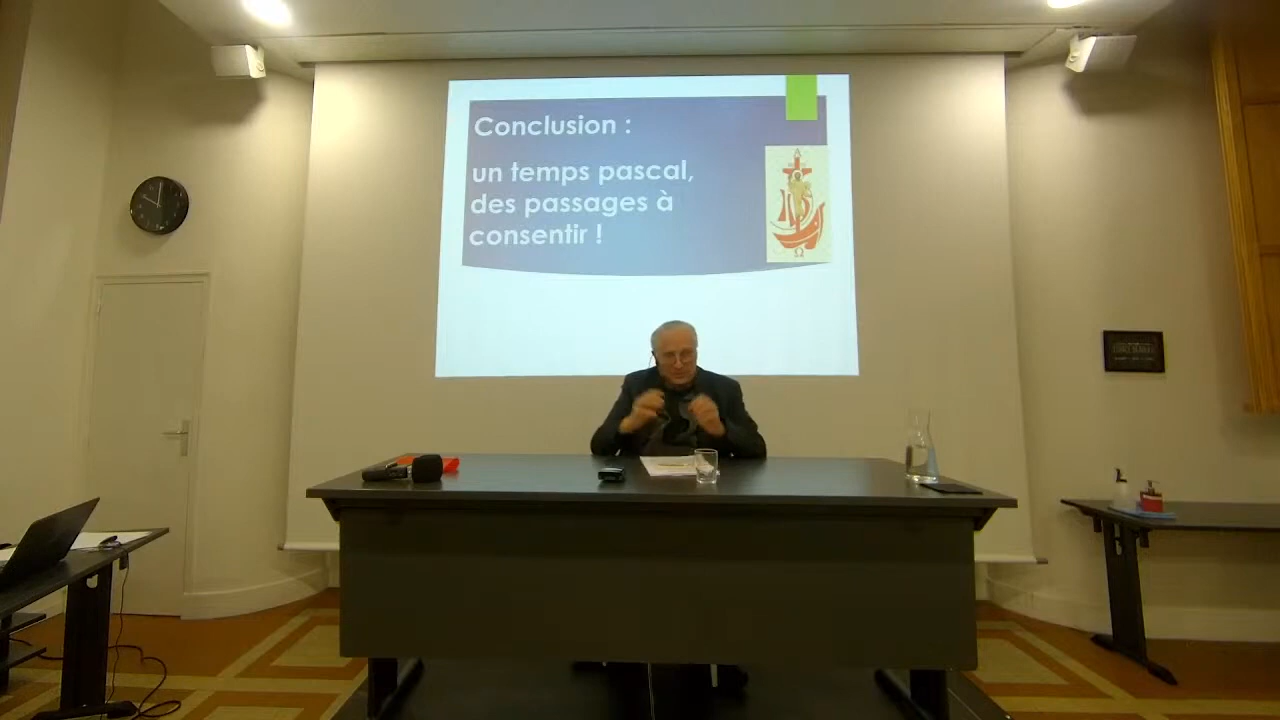 Conclusion :
un temps pascal,
des passages à
consentir !
Α
Ω